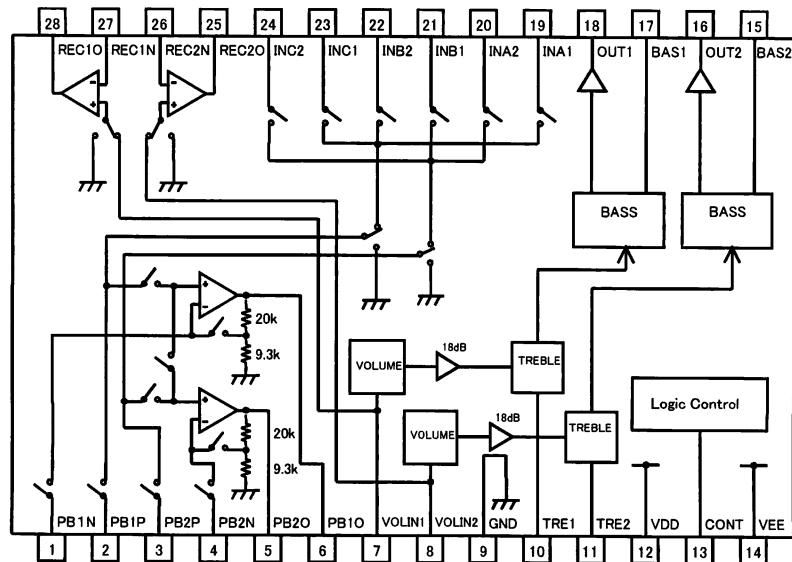 28 27 26 25 24 23 22 21 20 19 18 17 16 15
REC1O REC1N REC2N REC2O INC2 INC1 INB2 INB1 INA2 INA1 OUT1 BAS1 OUT2 BAS2
- - 
+ +
BASS BASS
+
-
20k
9.3k
18dB
VOLUME TREBLE
+
-
20k
9.3k
18dB
VOLUME TREBLE
Logic Control
PB1N PB1P PB2P PB2N PB2O PB1O VOLIN1 VOLIN2 GND TRE1 TRE2 VDD CONT VEE
1 2 3 4 5 6 7 8 9 10 11 12 13 14